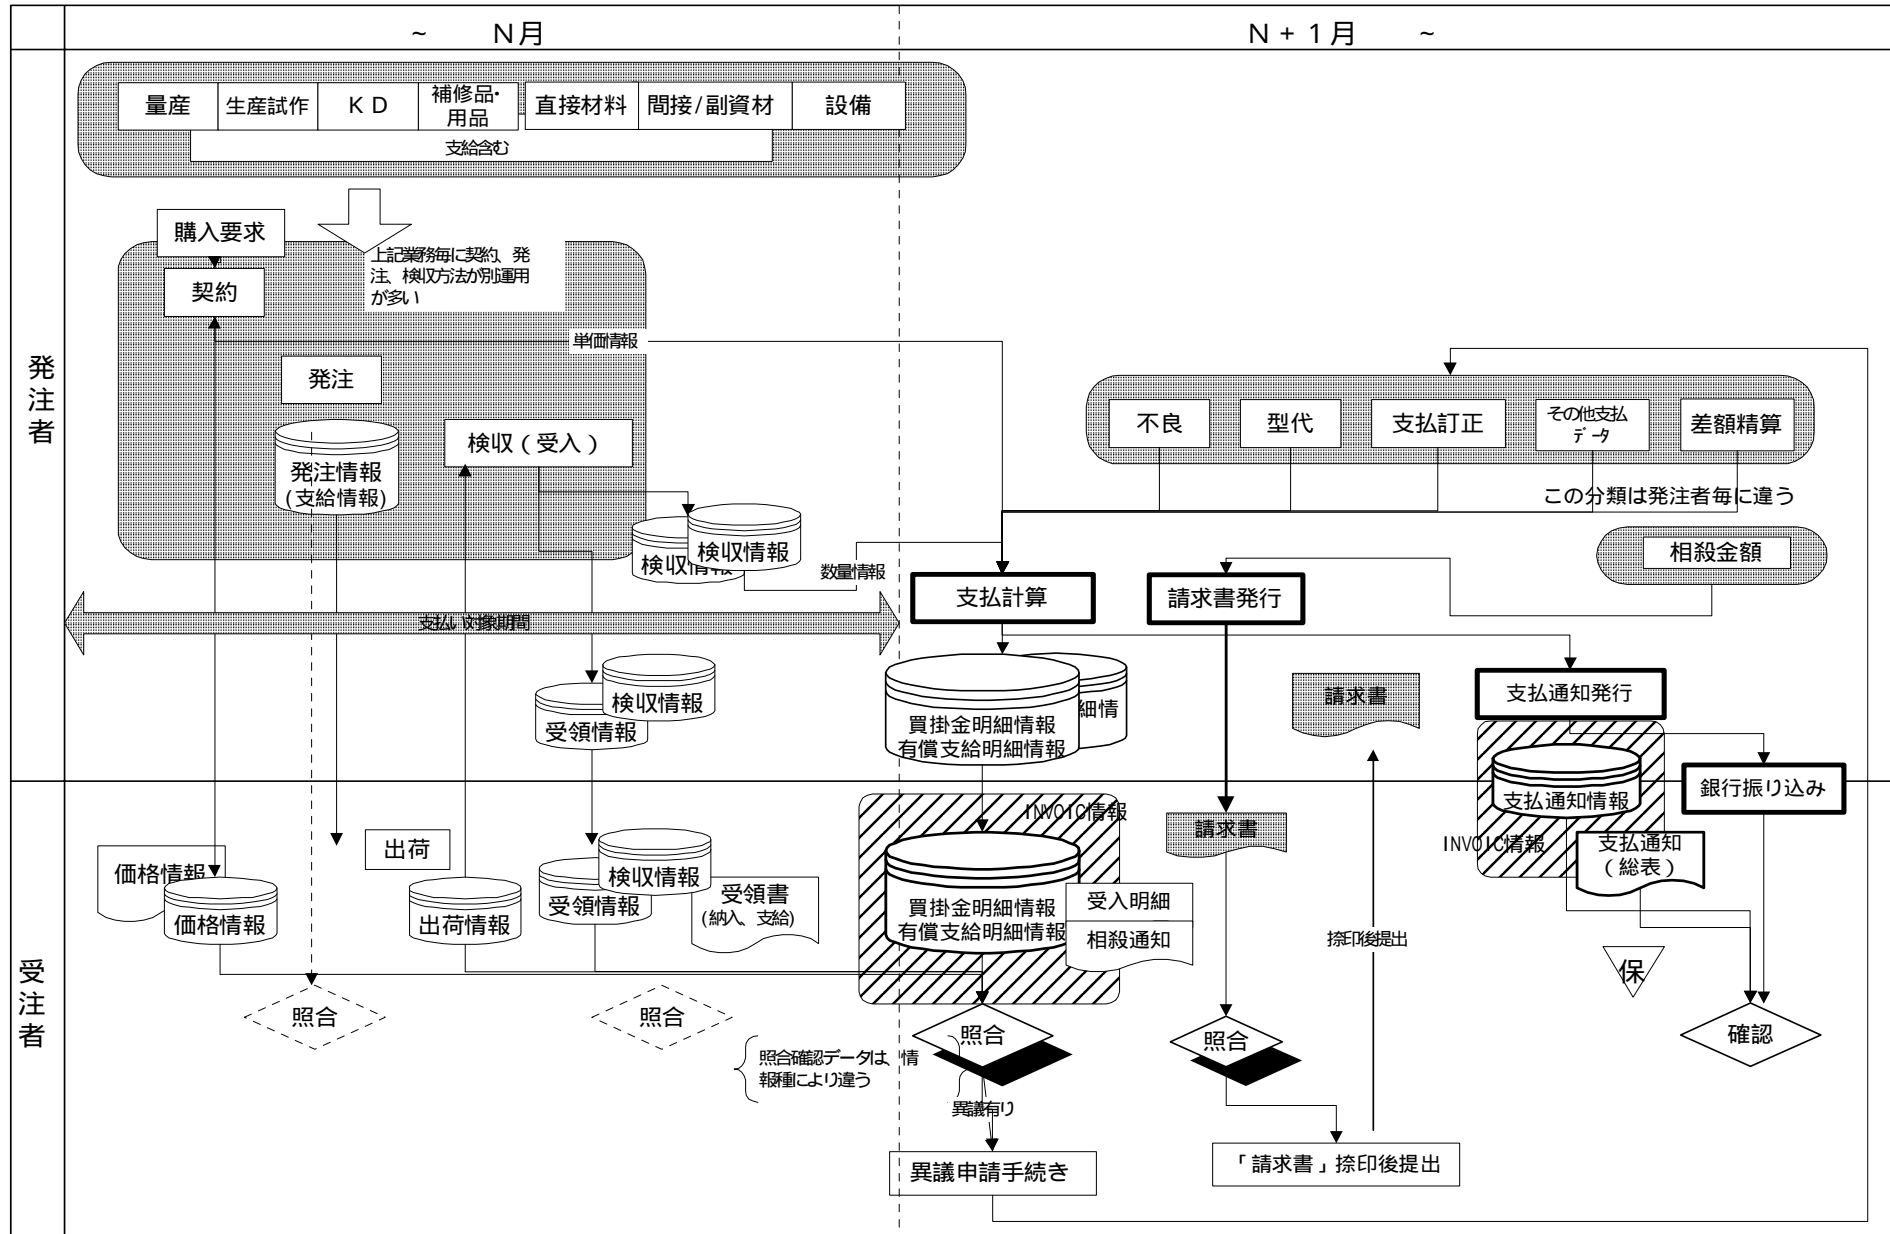 ~ N月
N+1月 ~
発注者
量産
生産試作
KD
補修品・
用品
直接材料
間接/副資材
設備
支給含む
購入要求
契約
上記業務毎に契約、発
注、検収方法が別運用
が多い
単価情報
発注
発注情報
(支給情報)
検収(受入)
検収情報
検収情報
数量情報
不良
型代
支払訂正
その他支払
データ
差額精算
この分類は発注者毎に違う
相殺金額
支払計算
請求書発行
支払い対象期間
検収情報
受領情報
買掛金明細情報
有償支給明細情報
細情
請求書
支払通知発行
支払通知情報
銀行振り込み
INVOIC情報
支払通知
(総表)
受注者
価格情報
価格情報
出荷
出荷情報
検収情報
受領情報
受領書
(納入、支給)
INVOIC情報
買掛金明細情報
有償支給明細情報
受入明細
相殺通知
請求書
捺印後提出
保
照合
照合
照合確認データは、情
報種により違う
照合
異議有り
異議申請手続き
照合
「請求書」捺印後提出
確認